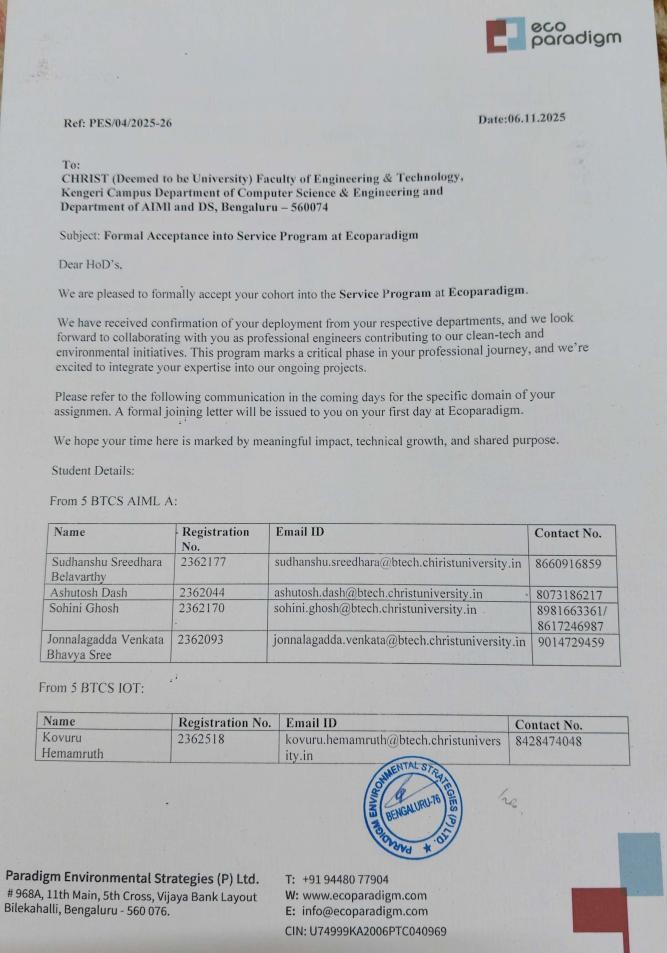 eco
paradigm
Ref: PES/04/2025-26
Date:06.11.2025
To:
CHRIST (Deemed to be University) Faculty of Engineering & Technology,
Kengeri Campus Department of Computer Science & Engineering and
Department of AIMl and DS, Bengaluru – 560074
Subject: Formal Acceptance into Service Program at Ecoparadigm
Dear HoD's,
We are pleased to formally accept your cohort into the Service Program at Ecoparadigm.
We have received confirmation of your deployment from your respective departments, and we look
forward to collaborating with you as professional engineers contributing to our clean-tech and
environmental initiatives. This program marks a critical phase in your professional journey, and we're
excited to integrate your expertise into our ongoing projects.
Please refer to the following communication in the coming days for the specific domain of your
assignmen. A formal joining letter will be issued to you on your first day at Ecoparadigm.
We hope your time here is marked by meaningful impact, technical growth, and shared purpose.
Student Details:
From 5 BTCS AIML A:
Name Registration No. Email ID Contact No.
Sudhanshu Sreedhara Belavarthy 2362177 sudhanshu.sreedhara@btech.chiristuniversity.in 8660916859
Ashutosh Dash 2362044 ashutosh.dash@btech.christuniversity.in 8073186217
Sohini Ghosh 2362170 sohini.ghosh@btech.christuniversity.in 8981663361/ 8617246987
Jonnalagadda Venkata Bhavya Sree 2362093 jonnalagadda.venkata@btech.christuniversity.in 9014729459
From 5 BTCS IOT:
Name Registration No. Email ID Contact No.
Kovuru Hemamruth 2362518 kovuru.hemamruth@btech.christuniversity.in 8428474048
PARADIGM ENVIRONMENTAL STRATEGIES (P) LTD. ★
BENGALURU-76
Paradigm Environmental Strategies (P) Ltd.
# 968A, 11th Main, 5th Cross, Vijaya Bank Layout
Bilekahalli, Bengaluru - 560 076.
T: +91 94480 77904
W: www.ecoparadigm.com
E: info@ecoparadigm.com
CIN: U74999KA2006PTC040969